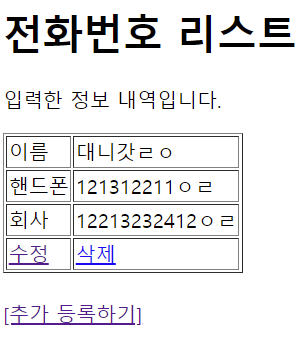 전화번호 리스트
입력한 정보 내역입니다.
이름 대니갓ㄹㅇ
핸드폰 121312211ㅇㄹ
회사 12213232412ㅇㄹ
수정 삭제
[추가 등록하기]